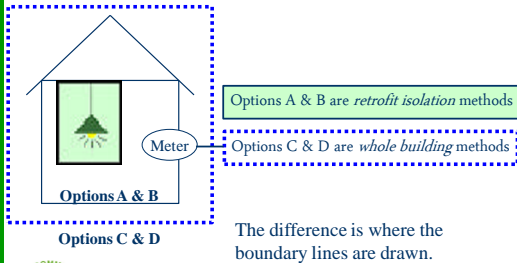 Options A & B are retrofit isolation methods
Meter
Options C & D are whole building methods
Options A & B
Options C & D
The difference is where the
boundary lines are drawn.